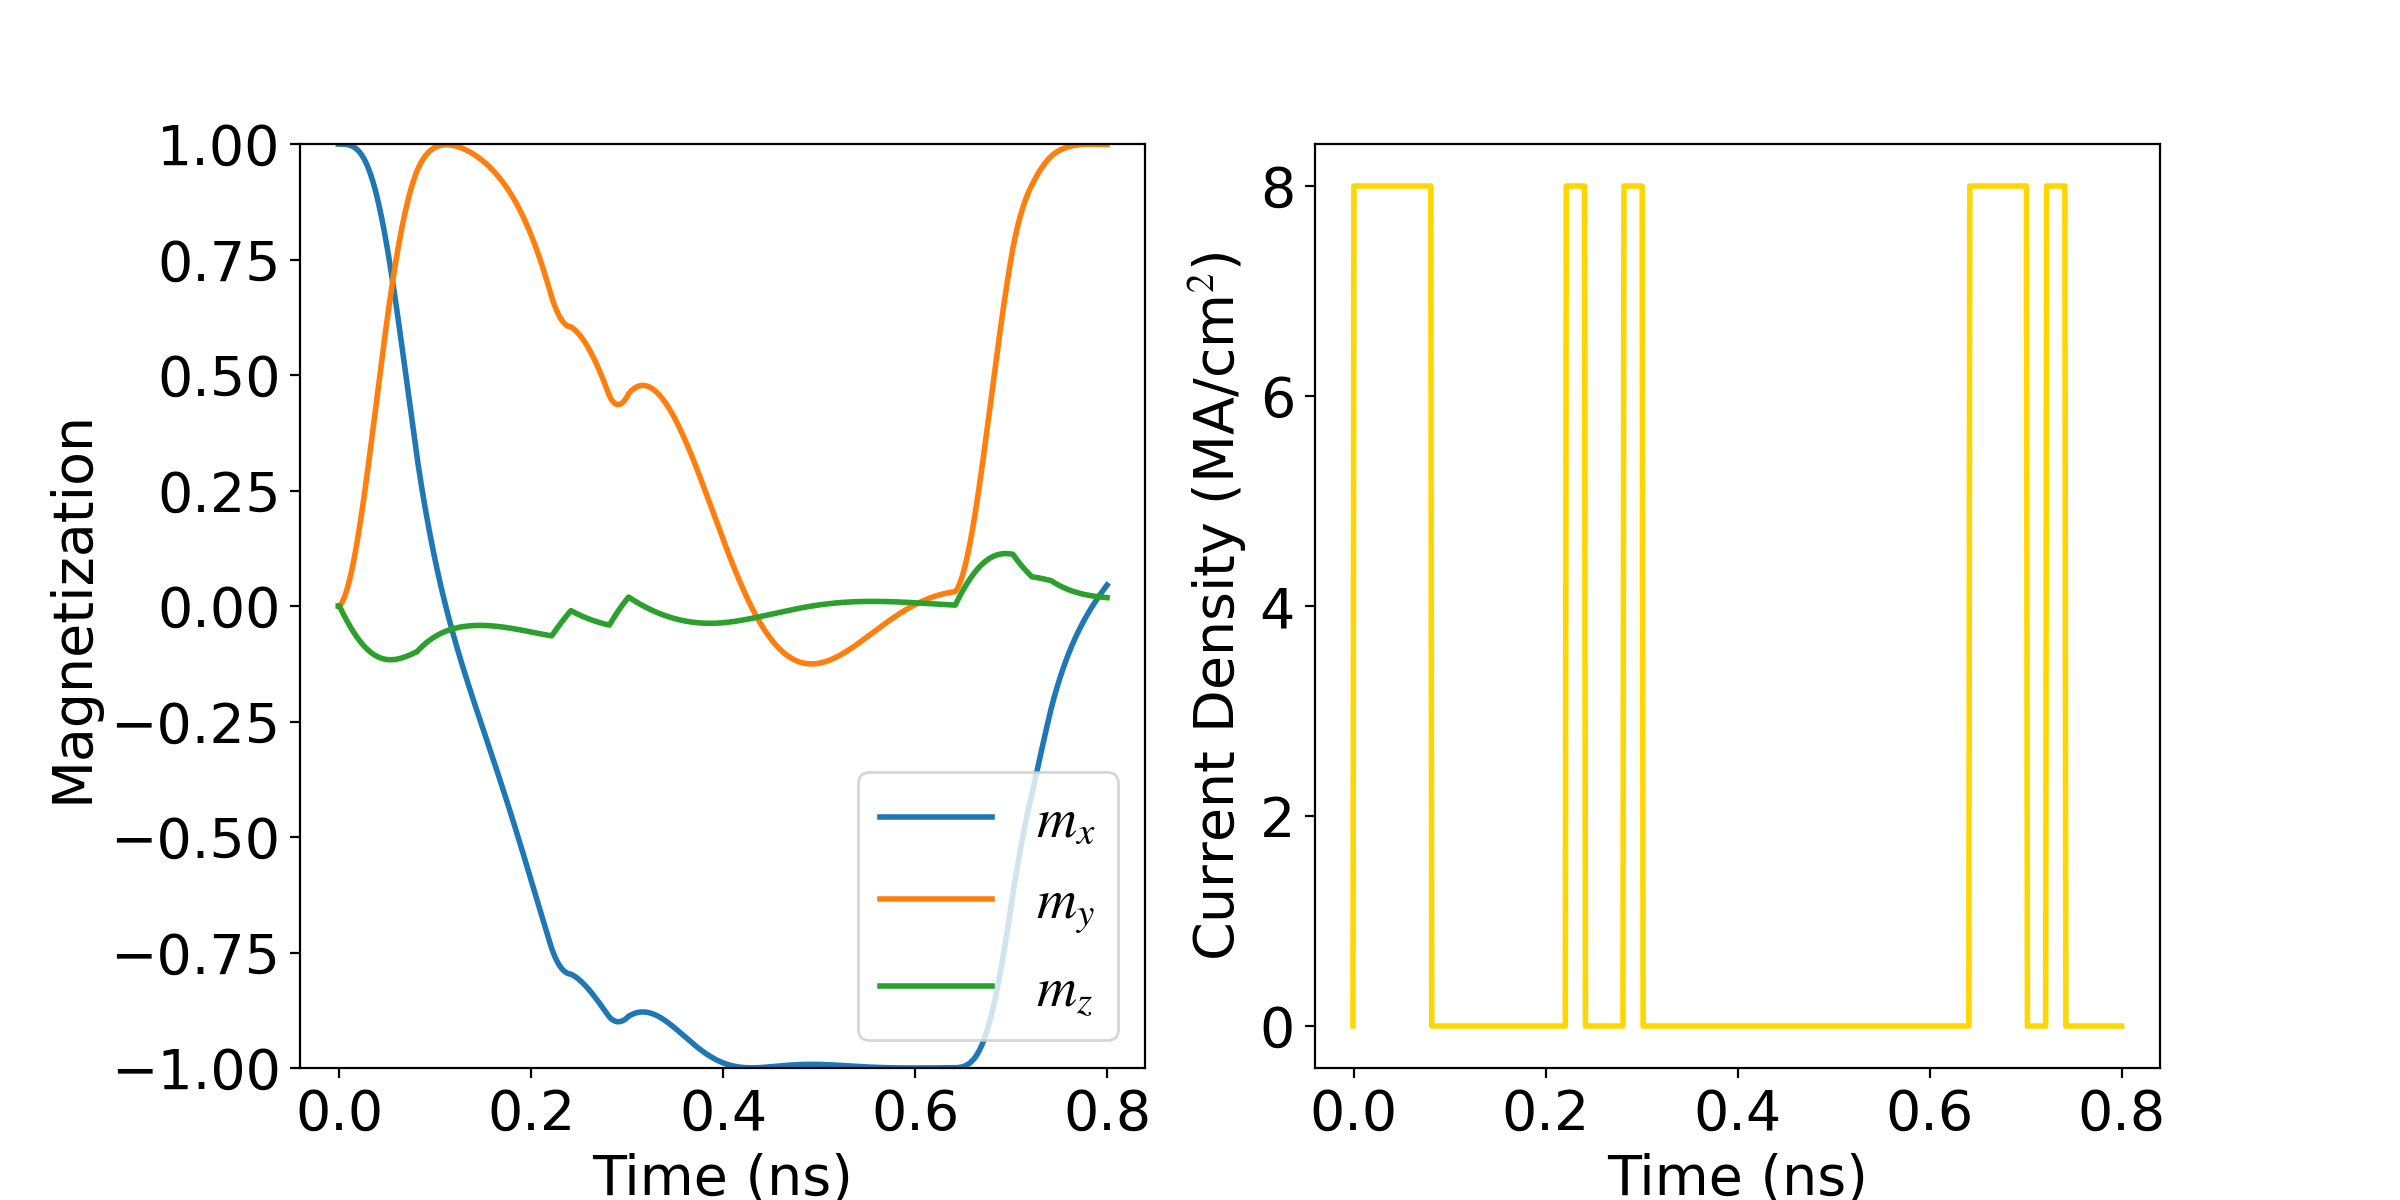 Magnetization
1.00
0.75
0.50
0.25
0.00
−0.25
−0.50
−0.75
−1.00
0.0 0.2 0.4 0.6 0.8
Time (ns)
m_x
m_y
m_z
Current Density (MA/cm²)
8
6
4
2
0
0.0 0.2 0.4 0.6 0.8
Time (ns)